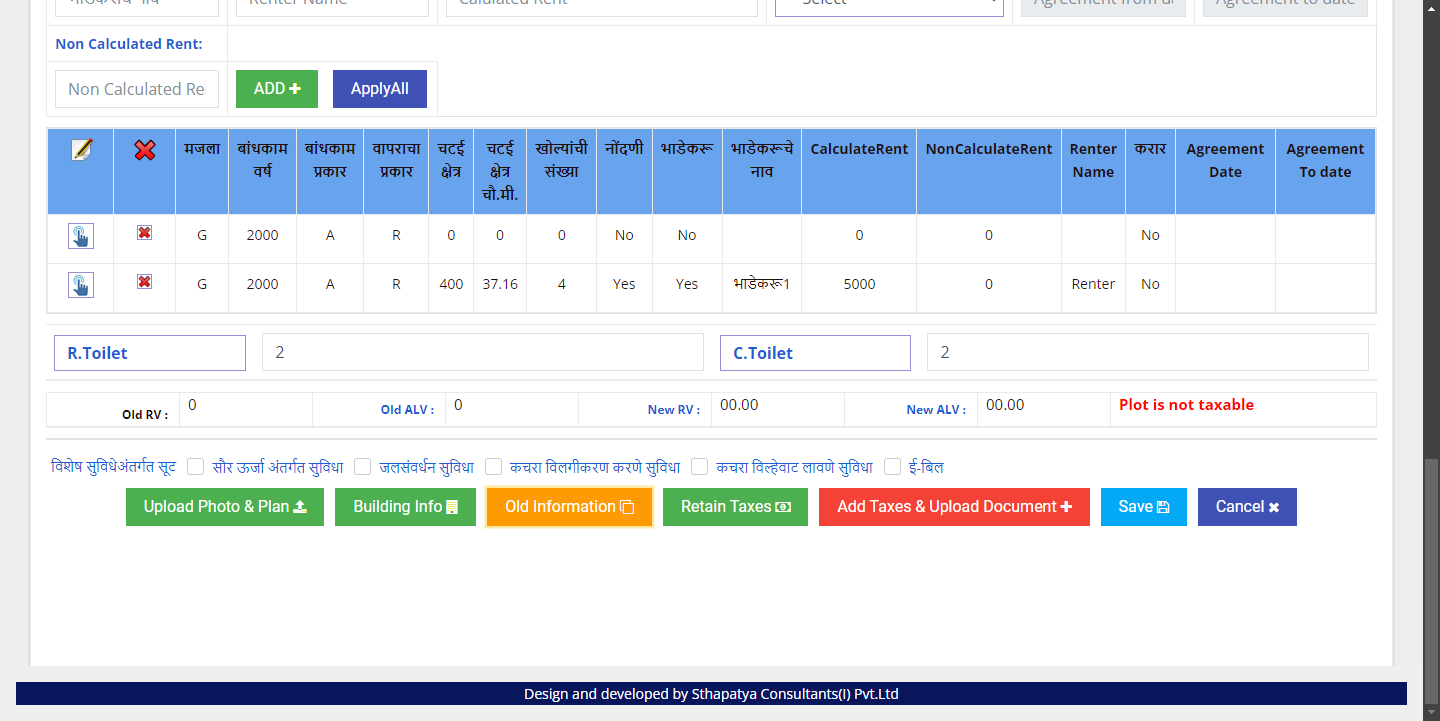 भाडेकरूचे नाव Renter Name Calulated Rent --Select-- Agreement from da Agreement to date
Non Calculated Rent:
Non Calculated Re ADD ApplyAll
मजला बांधकाम वर्ष बांधकाम प्रकार वापराचा प्रकार चटई क्षेत्र चटई क्षेत्र चौ.मी. खोल्यांची संख्या नोंदणी भाडेकरू भाडेकरूचे नाव CalculateRent NonCalculateRent Renter Name करार Agreement Date Agreement To date
G 2000 A R 0 0 0 No No 0 0 No
G 2000 A R 400 37.16 4 Yes Yes भाडेकरू1 5000 0 Renter No
R.Toilet 2 C.Toilet 2
Old RV : 0 Old ALV : 0 New RV : 00.00 New ALV : 00.00 Plot is not taxable
विशेष सुविधेअंतर्गत सूट सौर ऊर्जा अंतर्गत सुविधा जलसंवर्धन सुविधा कचरा विलगीकरण करणे सुविधा कचरा विल्हेवाट लावणे सुविधा ई-बिल
Upload Photo & Plan Building Info Old Information Retain Taxes Add Taxes & Upload Document Save Cancel
Design and developed by Sthapatya Consultants(I) Pvt.Ltd